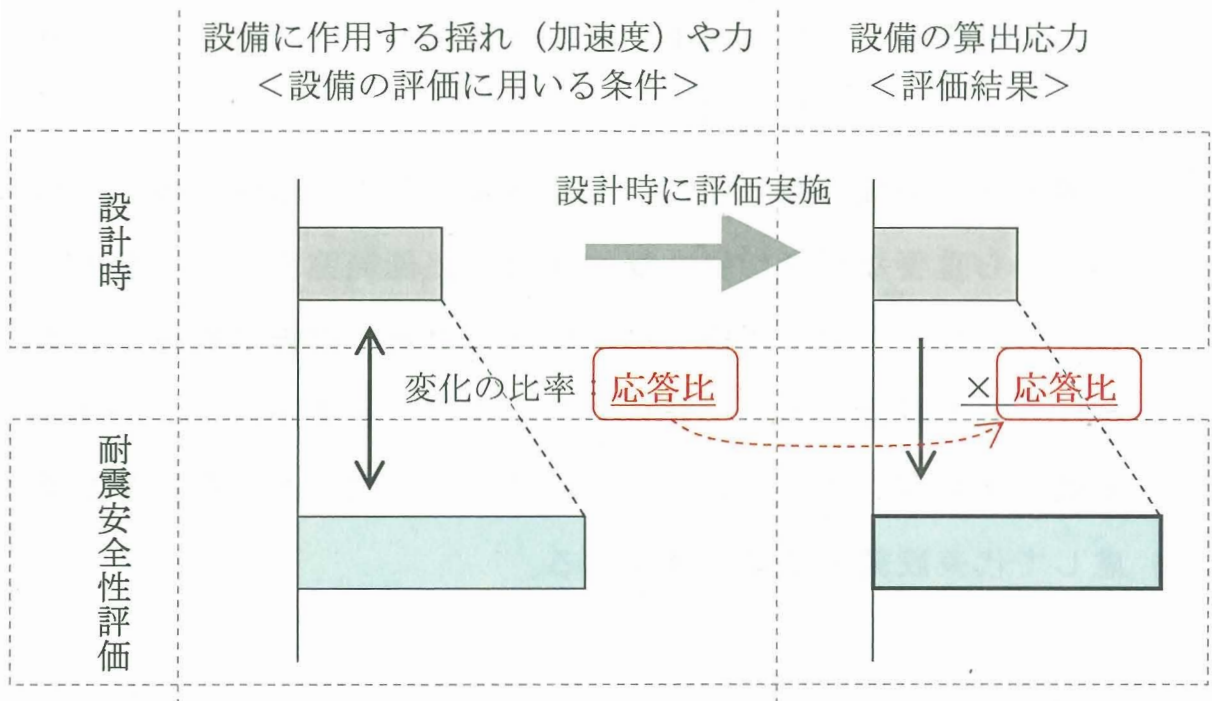 設備に作用する揺れ（加速度）や力
＜設備の評価に用いる条件＞
設備の算出応力
＜評価結果＞
設計時
設計時に評価実施
変化の比率：応答比
× 応答比
耐震安全性評価